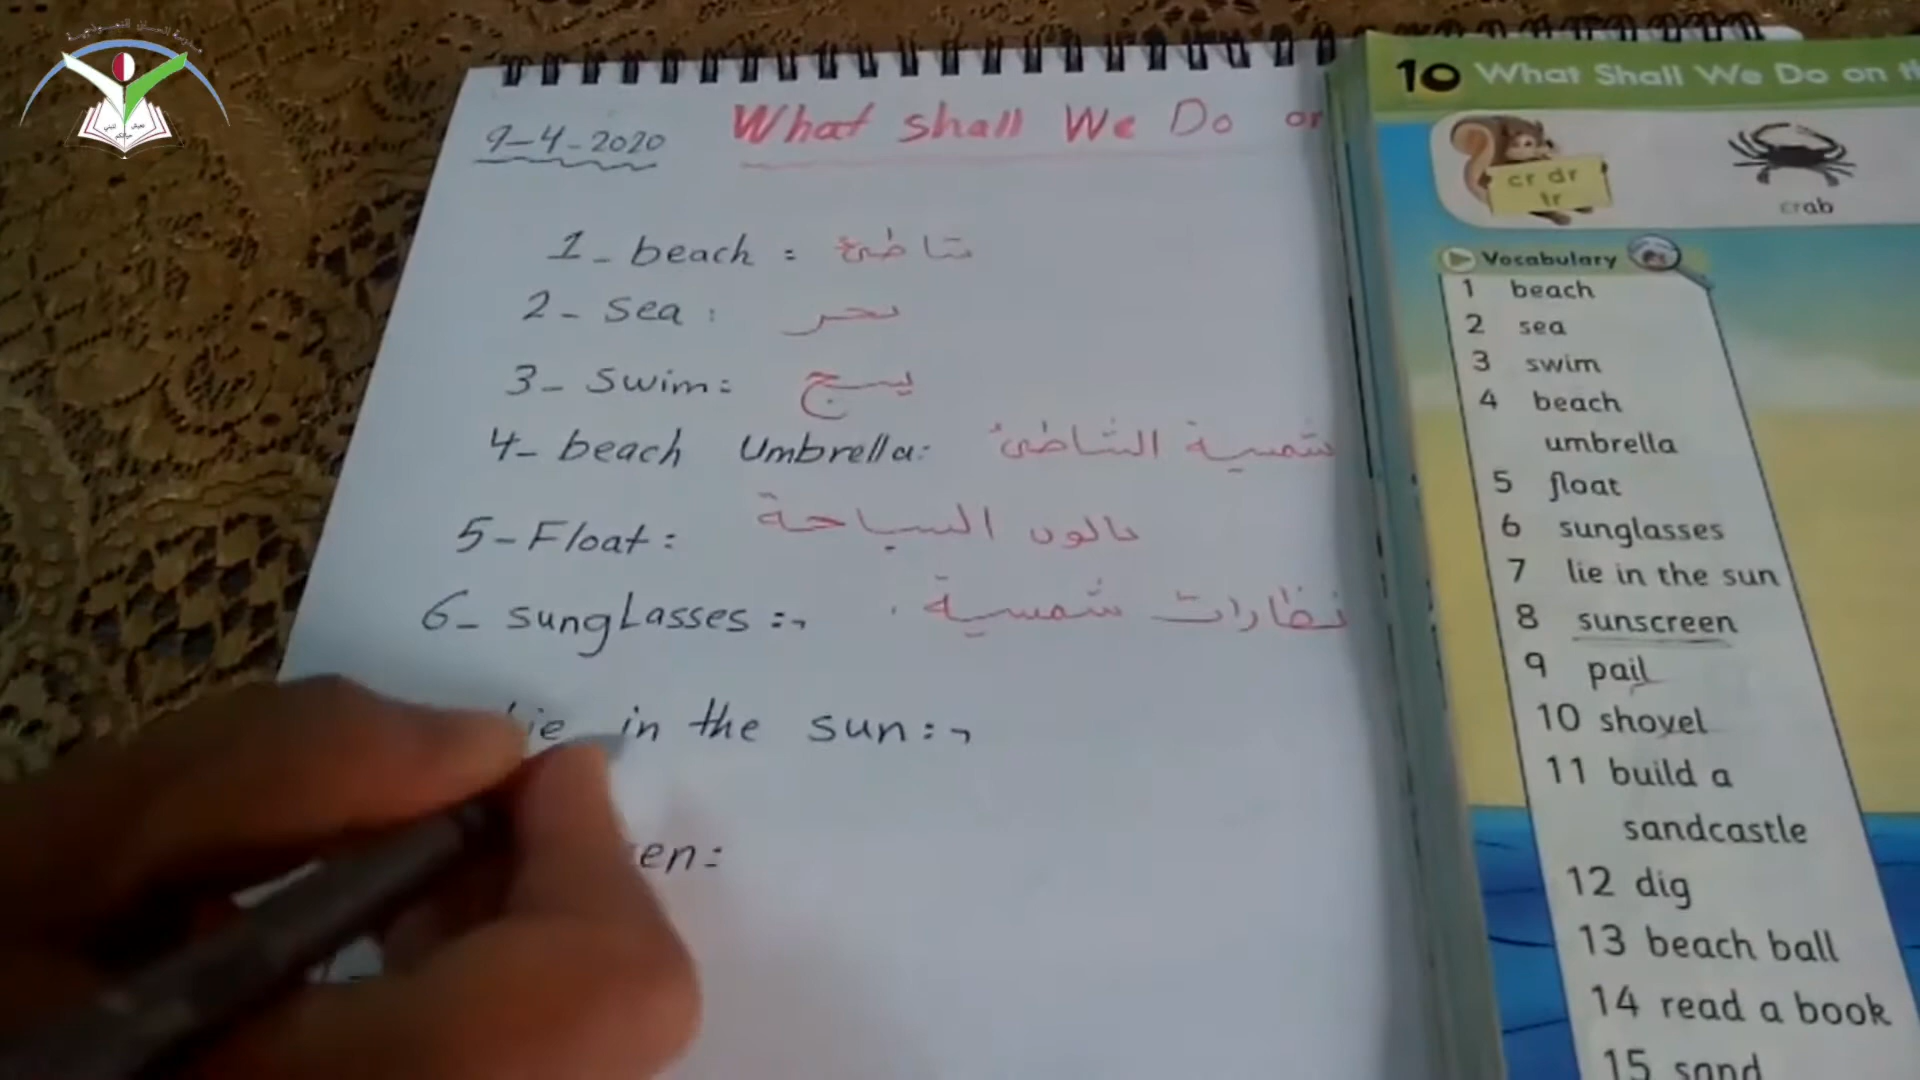 9-4-2020
What Shall We Do on
1- beach = شاطئ
2- Sea : بحر
3- Swim = يسبح
4- beach Umbrella: شمسية الشاطئ
5- Float = بالون السباحة
6- sungLasses := نظارات شمسية
in the sun :
10 What Shall We Do on
cr dr
tr
crab
Vocabulary
1 beach
2 sea
3 swim
4 beach
umbrella
5 float
6 sunglasses
7 lie in the sun
8 sunscreen
9 pail
10 shovel
11 build a
sandcastle
12 dig
13 beach ball
14 read a book
15 sand